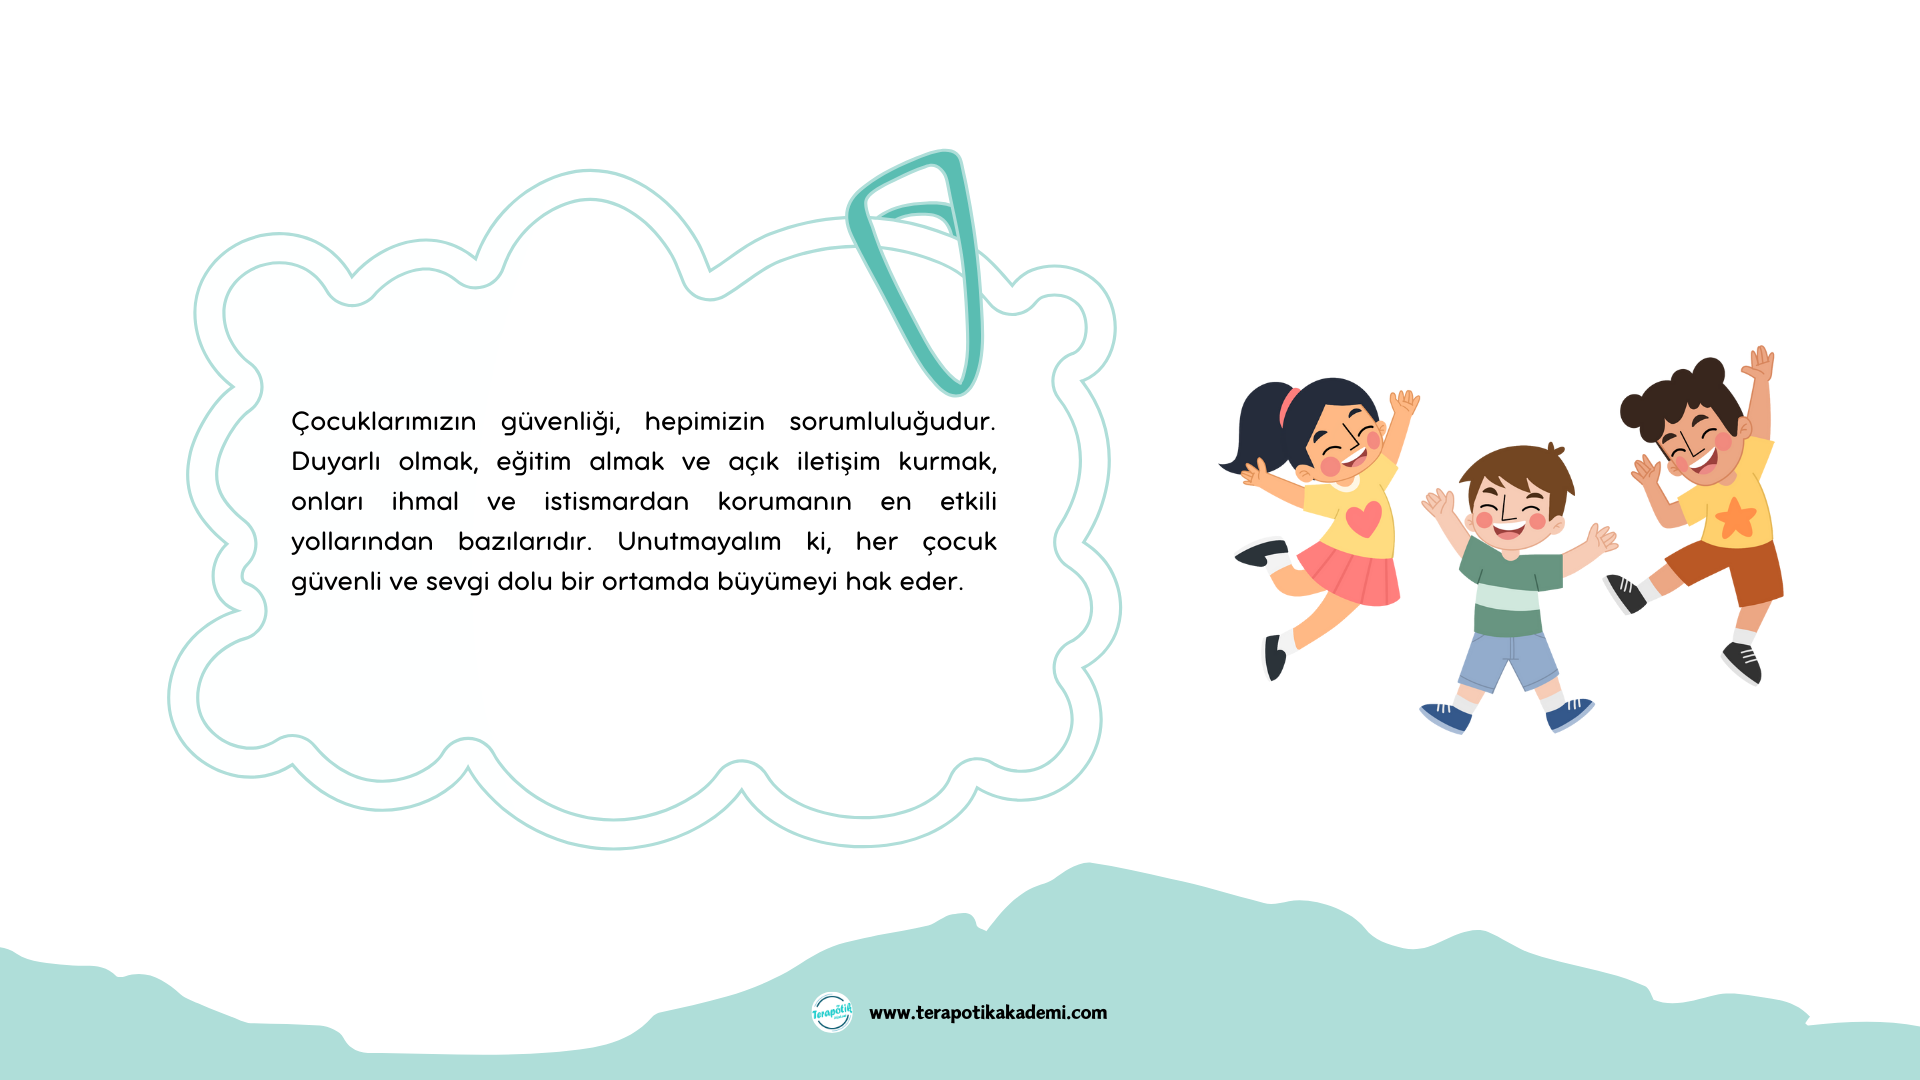 Çocuklarımızın güvenliği, hepimizin sorumluluğudur.
Duyarlı olmak, eğitim almak ve açık iletişim kurmak,
onları ihmal ve istismardan korumanın en etkili
yollarından bazılarıdır. Unutmayalım ki, her çocuk
güvenli ve sevgi dolu bir ortamda büyümeyi hak eder.
Terapötik
www.terapotikakademi.com